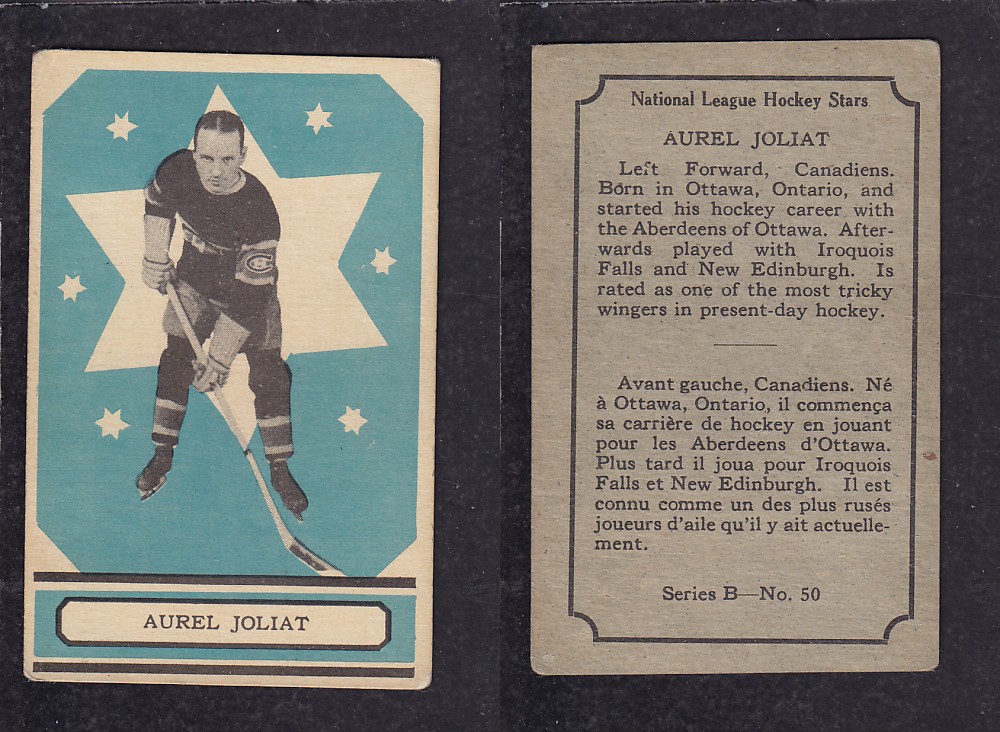 AUREL JOLIAT
National League Hockey Stars
AUREL JOLIAT
Left Forward, Canadiens.
Born in Ottawa, Ontario, and
started his hockey career with
the Aberdeens of Ottawa. After-
wards played with Iroquois
Falls and New Edinburgh. Is
rated as one of the most tricky
wingers in present-day hockey.
Avant gauche, Canadiens. Né
à Ottawa, Ontario, il commença
sa carrière de hockey en jouant
pour les Aberdeens d'Ottawa.
Plus tard il joua pour Iroquois
Falls et New Edinburgh. Il est
connu comme un des plus rusés
joueurs d'aile qu'il y ait actuelle-
ment.
Series B—No. 50